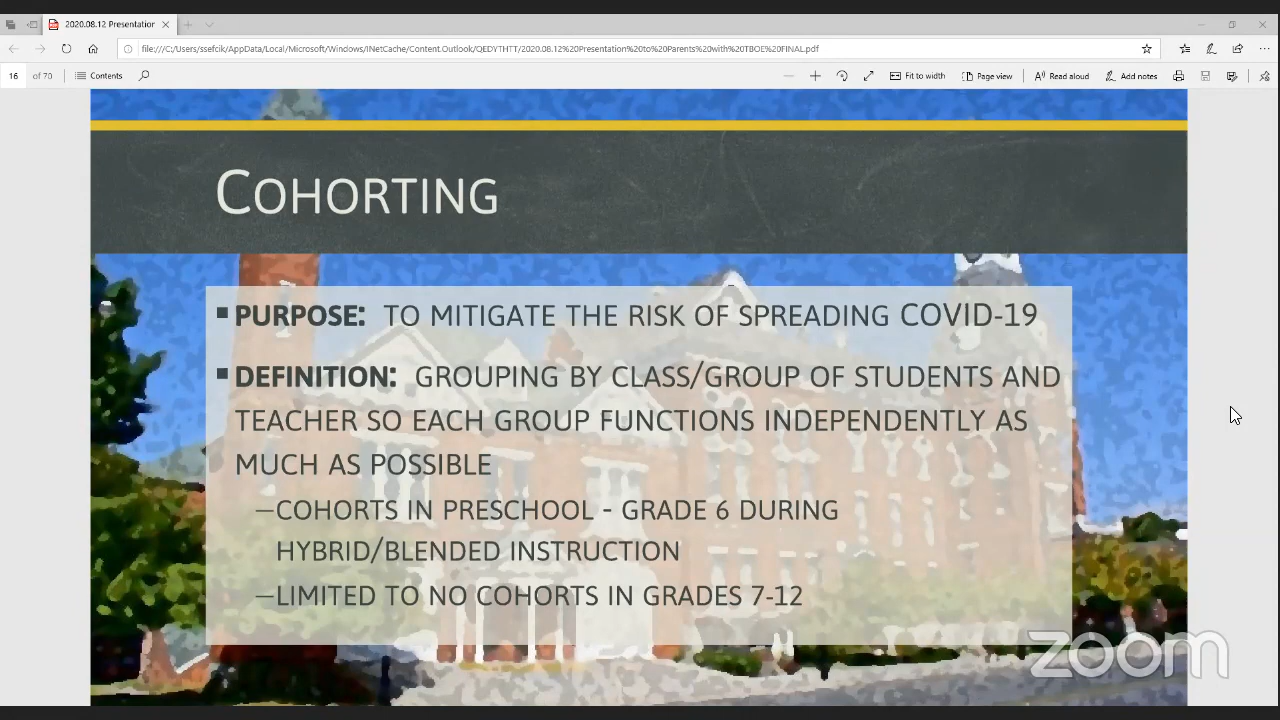 2020.08.12 Presentation
file:///C:/Users/ssefcik/AppData/Local/Microsoft/Windows/INetCache/Content.Outlook/QEDYTHTT/2020.08.12%20Presentation%20to%20Parents%20with%20TBOE%20FINAL.pdf
16 of 70 Contents Fit to width Page view Read aloud Add notes
COHORTING
▪ PURPOSE: TO MITIGATE THE RISK OF SPREADING COVID-19
▪ DEFINITION: GROUPING BY CLASS/GROUP OF STUDENTS AND
TEACHER SO EACH GROUP FUNCTIONS INDEPENDENTLY AS
MUCH AS POSSIBLE
–COHORTS IN PRESCHOOL - GRADE 6 DURING
HYBRID/BLENDED INSTRUCTION
–LIMITED TO NO COHORTS IN GRADES 7-12
zoom